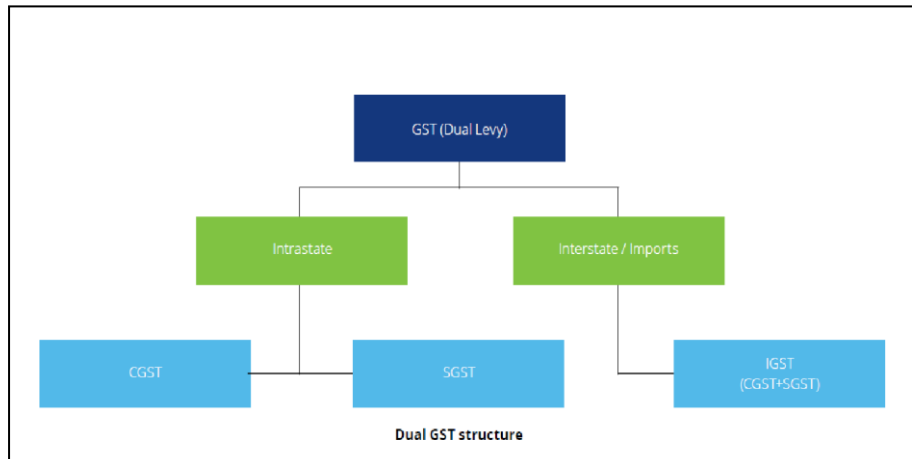 GST (Dual Levy)
Intrastate
Interstate / Imports
CGST
SGST
IGST
(CGST+SGST)
Dual GST structure